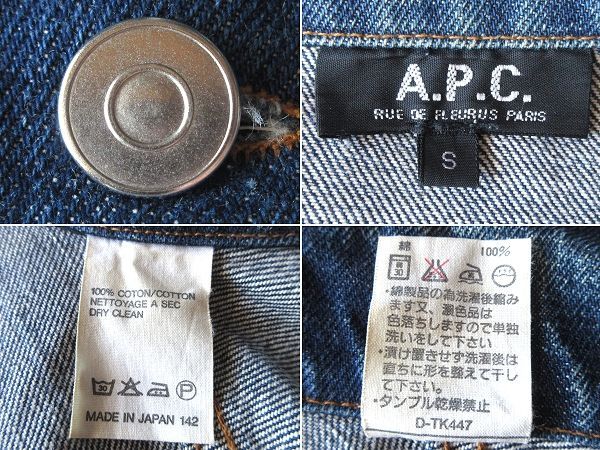 A.P.C.
RUE DE FLEURUS PARIS
S
100% COTON/COTTON
NETTOYAGE A SEC
DRY CLEAN
30 P
MADE IN JAPAN 142
綿 100%
30
・綿製品の為洗濯後縮み
ます又、濃色品は
色落ちしますので単独
洗いをして下さい
・漬け置きせず洗濯後は
直ちに形を整えて干し
て下さい。
・タンブル乾燥禁止
D-TK447